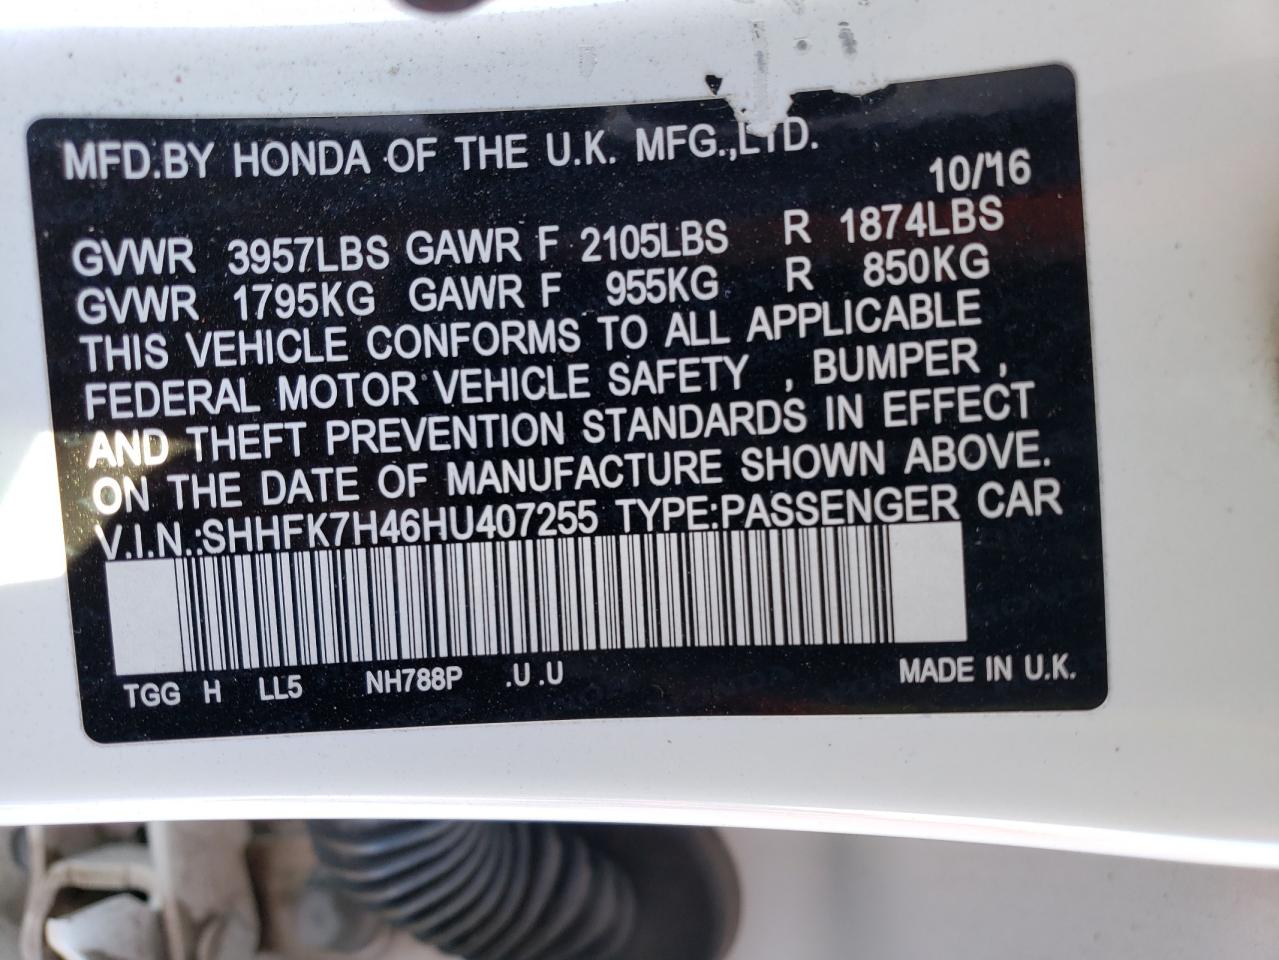 MFD.BY HONDA OF THE U.K. MFG.,LTD.
10/'16
GVWR 3957LBS GAWR F 2105LBS R 1874LBS
GVWR 1795KG GAWR F 955KG R 850KG
THIS VEHICLE CONFORMS TO ALL APPLICABLE
FEDERAL MOTOR VEHICLE SAFETY , BUMPER ,
AND THEFT PREVENTION STANDARDS IN EFFECT
ON THE DATE OF MANUFACTURE SHOWN ABOVE.
V.I.N.:SHHFK7H46HU407255 TYPE:PASSENGER CAR
TGG H LL5 NH788P .U .U MADE IN U.K.